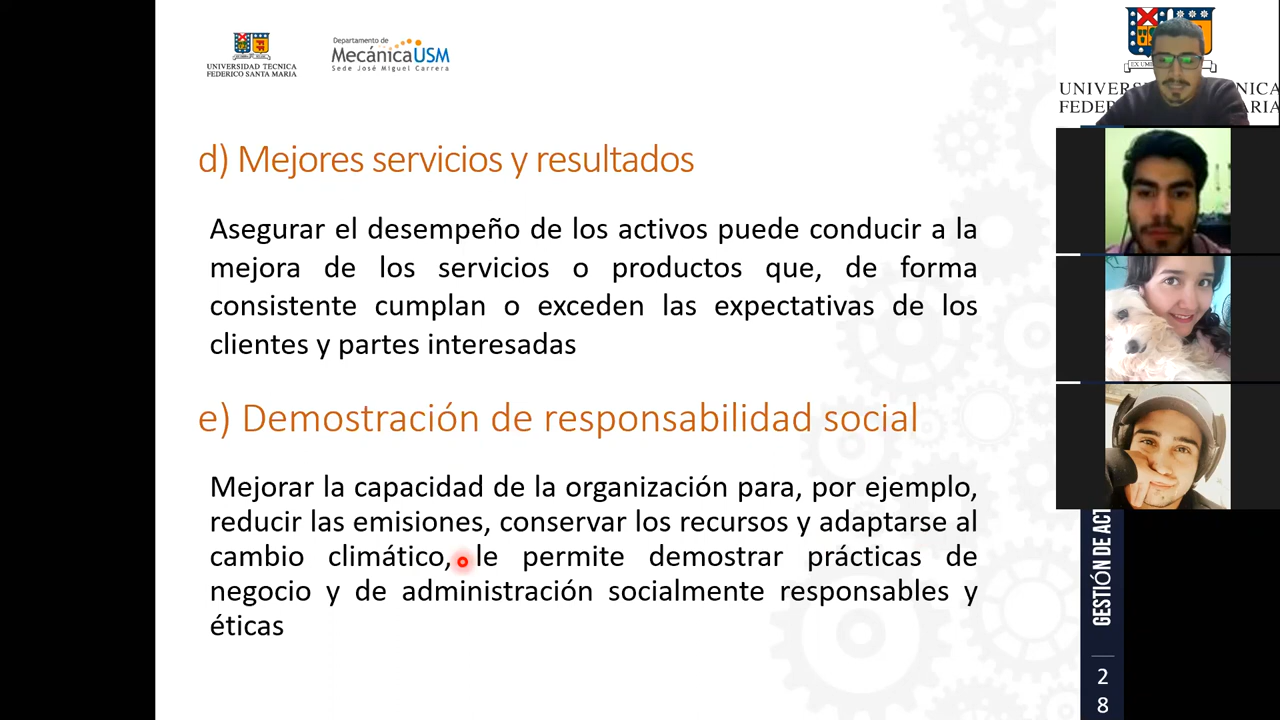 UNIVERSIDAD TECNICA
FEDERICO SANTA MARIA
Departamento de
MecánicaUSM
Sede José Miguel Carrera
d) Mejores servicios y resultados
Asegurar el desempeño de los activos puede conducir a la
mejora de los servicios o productos que, de forma
consistente cumplan o exceden las expectativas de los
clientes y partes interesadas
e) Demostración de responsabilidad social
Mejorar la capacidad de la organización para, por ejemplo,
reducir las emisiones, conservar los recursos y adaptarse al
cambio climático, le permite demostrar prácticas de
negocio y de administración socialmente responsables y
éticas
GESTIÓN DE ACT
2
8